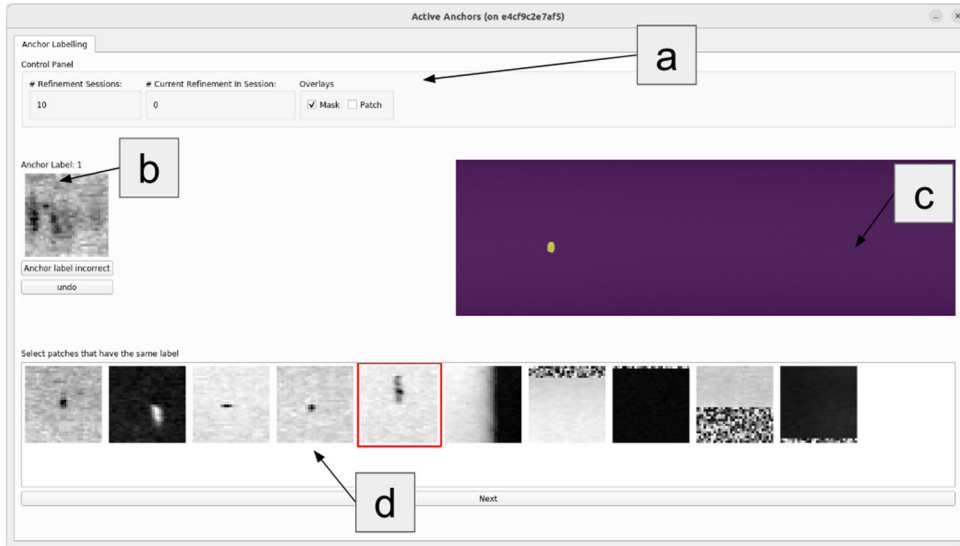 Active Anchors (on e4cf9c2e7af5)
Anchor Labelling
Control Panel
a
# Refinement Sessions:
# Current Refinement In Session:
Overlays
10
0
Mask
Patch
Anchor Label: 1
b
c
Anchor label incorrect
undo
Select patches that have the same label
d
Next